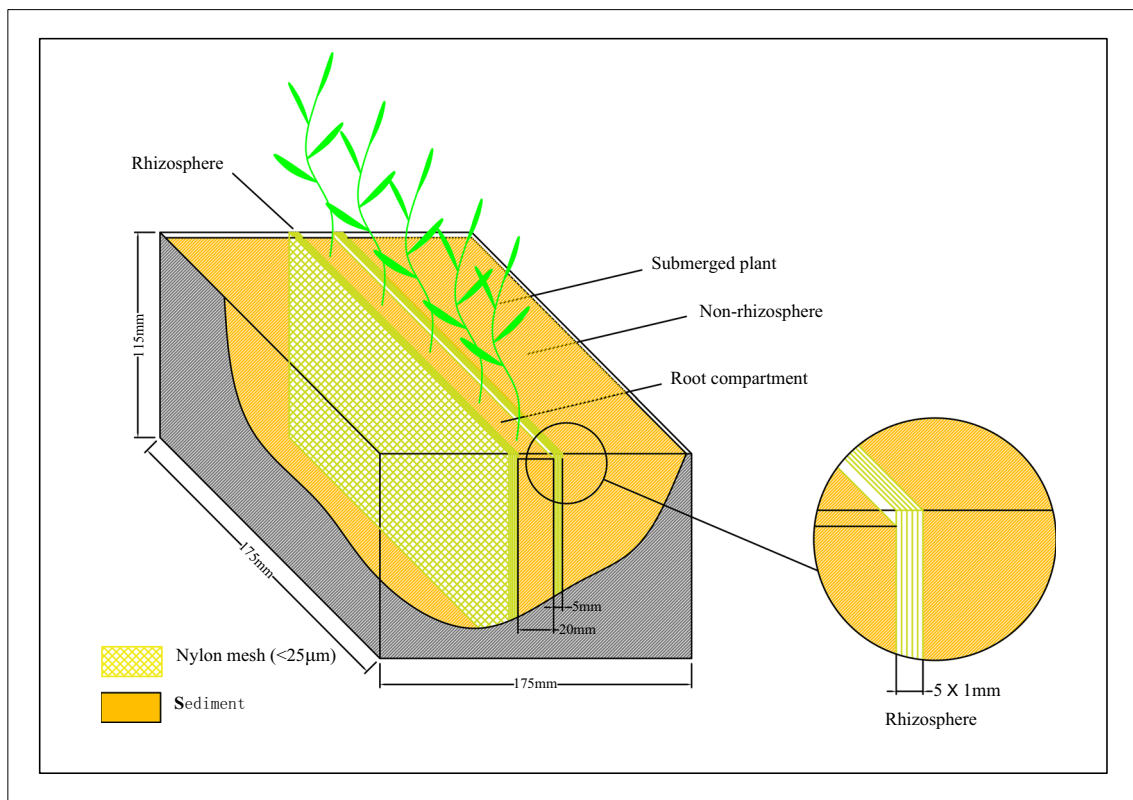 Rhizosphere
Submerged plant
Non-rhizosphere
Root compartment
115mm
175mm
5mm
20mm
175mm
Nylon mesh (<25μm)
Sediment
5 X 1mm
Rhizosphere